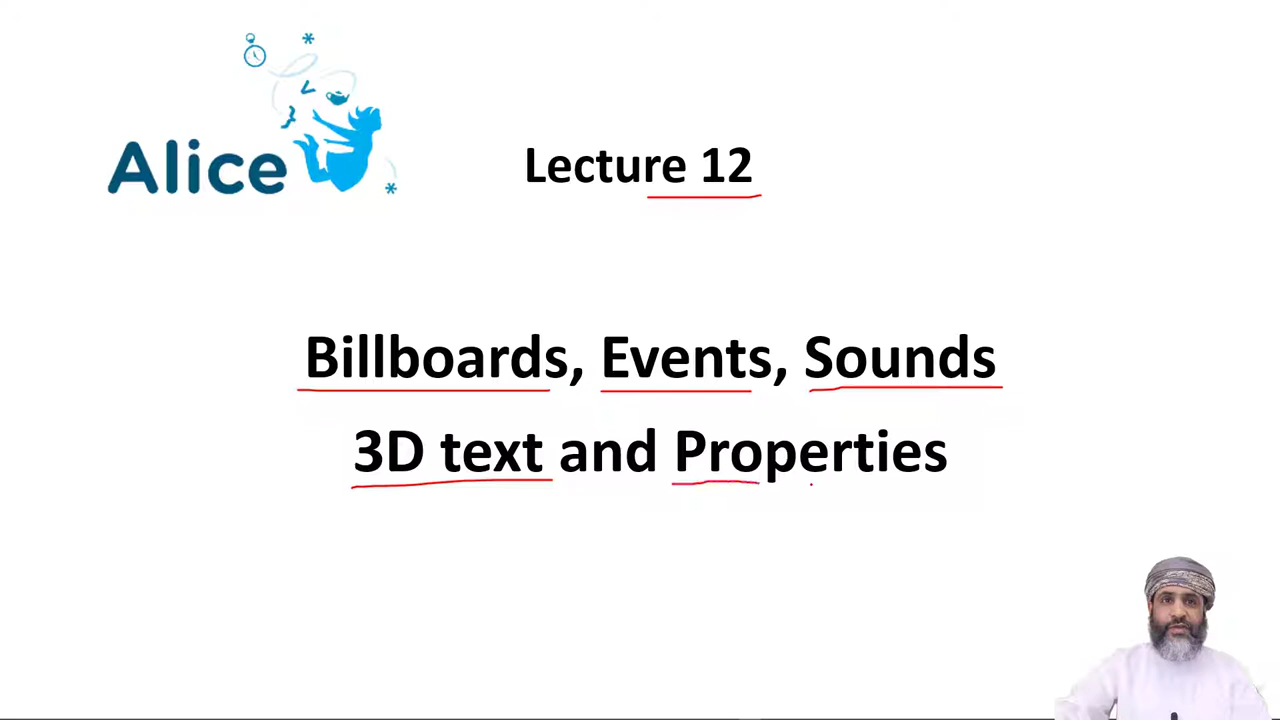 Alice
Lecture 12
Billboards, Events, Sounds
3D text and Properties